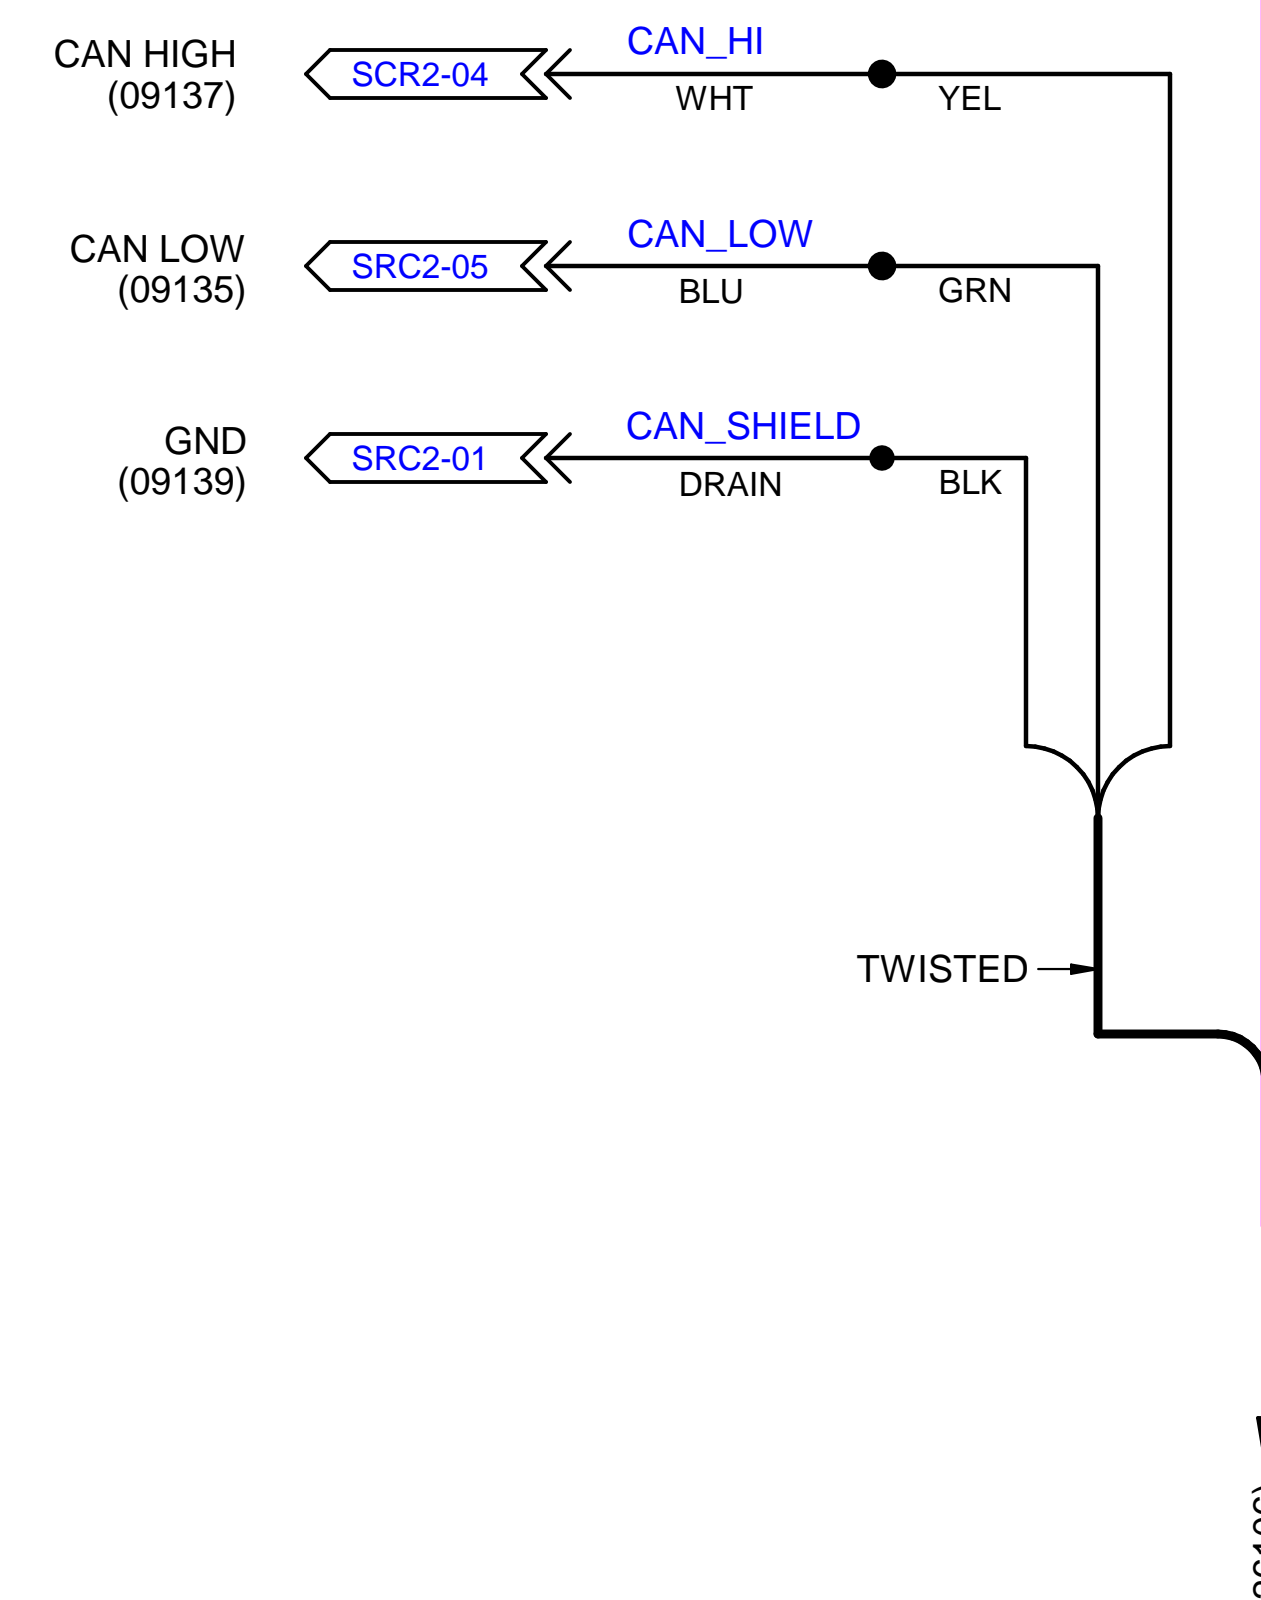 CAN HIGH
(09137)
SCR2-04
CAN_HI
WHT
YEL
CAN LOW
(09135)
SRC2-05
CAN_LOW
BLU
GRN
GND
(09139)
SRC2-01
CAN_SHIELD
DRAIN
BLK
TWISTED